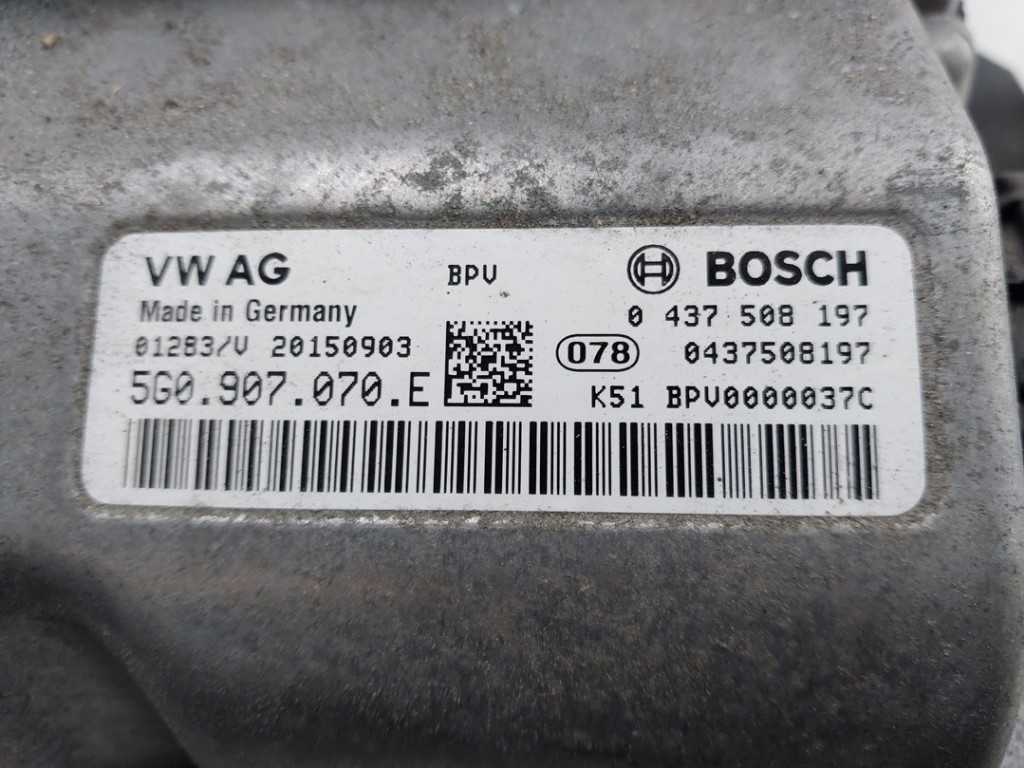 VW AG BPV BOSCH
Made in Germany 0 437 508 197
01283/V 20150903 078 0437508197
5G0.907.070.E K51 BPV0000037C